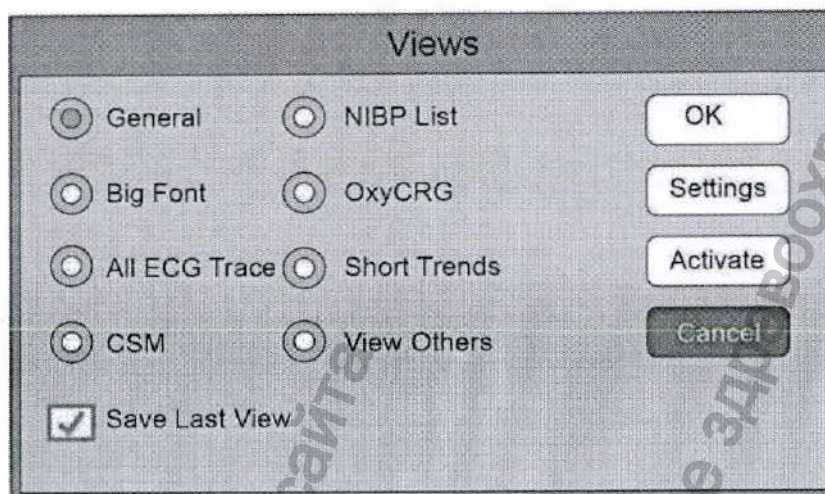 Views
General NIBP List OK
Big Font OxyCRG Settings
All ECG Trace Short Trends Activate
CSM View Others Cancel
Save Last View
сайта